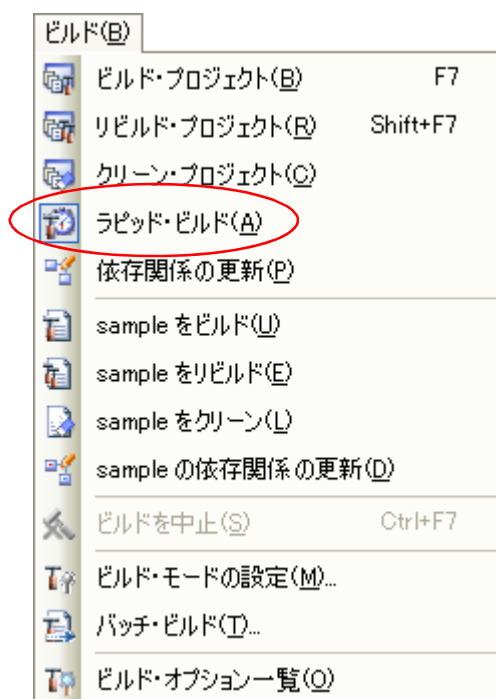 ビルド(B)
ビルド・プロジェクト(B) F7
リビルド・プロジェクト(R) Shift+F7
クリーン・プロジェクト(C)
ラピッド・ビルド(A)
依存関係の更新(P)
sample をビルド(U)
sample をリビルド(E)
sample をクリーン(L)
sample の依存関係の更新(D)
ビルドを中止(S) Ctrl+F7
ビルド・モードの設定(M)...
バッチ・ビルド(T)...
ビルド・オプション一覧(O)